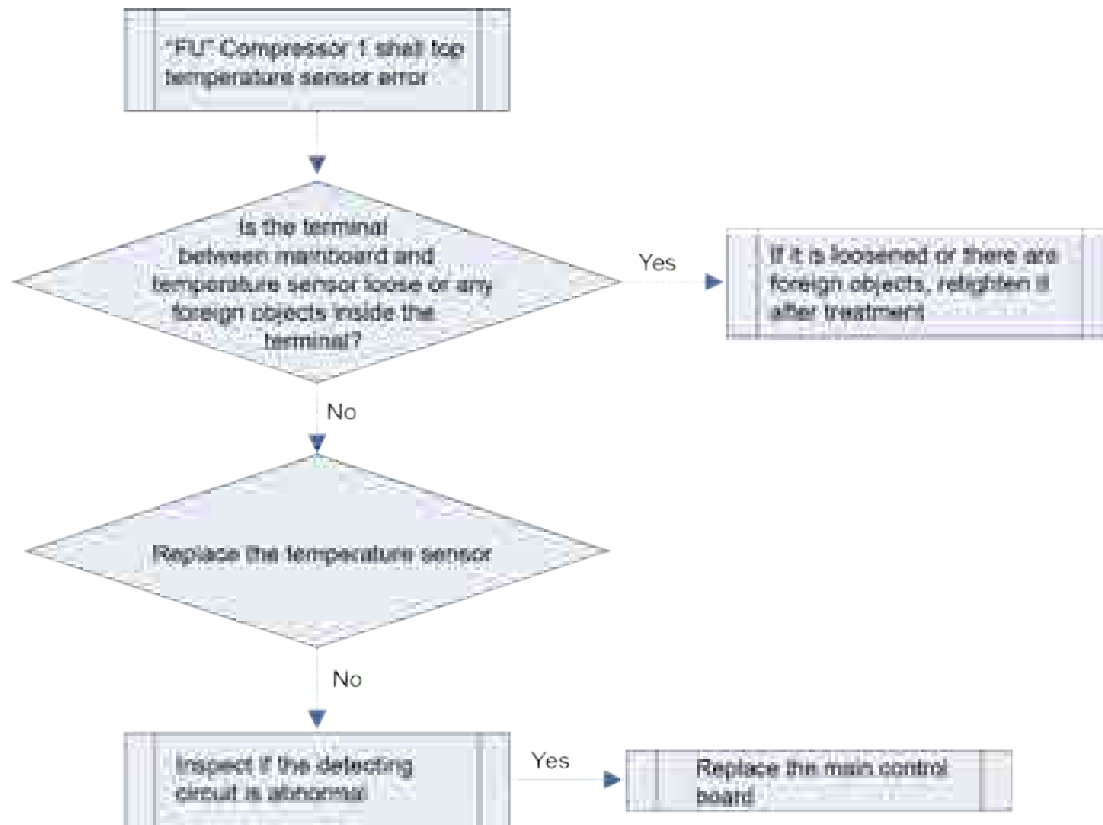 "FU" Compressor 1 shall top
temperature sensor error
Is the terminal
between mainboard and
temperature sensor loose or any
foreign objects inside the
terminal?
Yes
If it is loosened or there are
foreign objects, retighten it
after treatment
No
Replace the temperature sensor
No
Inspect if the detecting
circuit is abnormal
Yes
Replace the main control
board